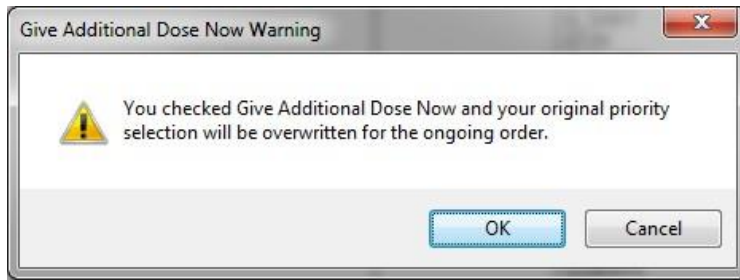 Give Additional Dose Now Warning
You checked Give Additional Dose Now and your original priority
selection will be overwritten for the ongoing order.
OK
Cancel